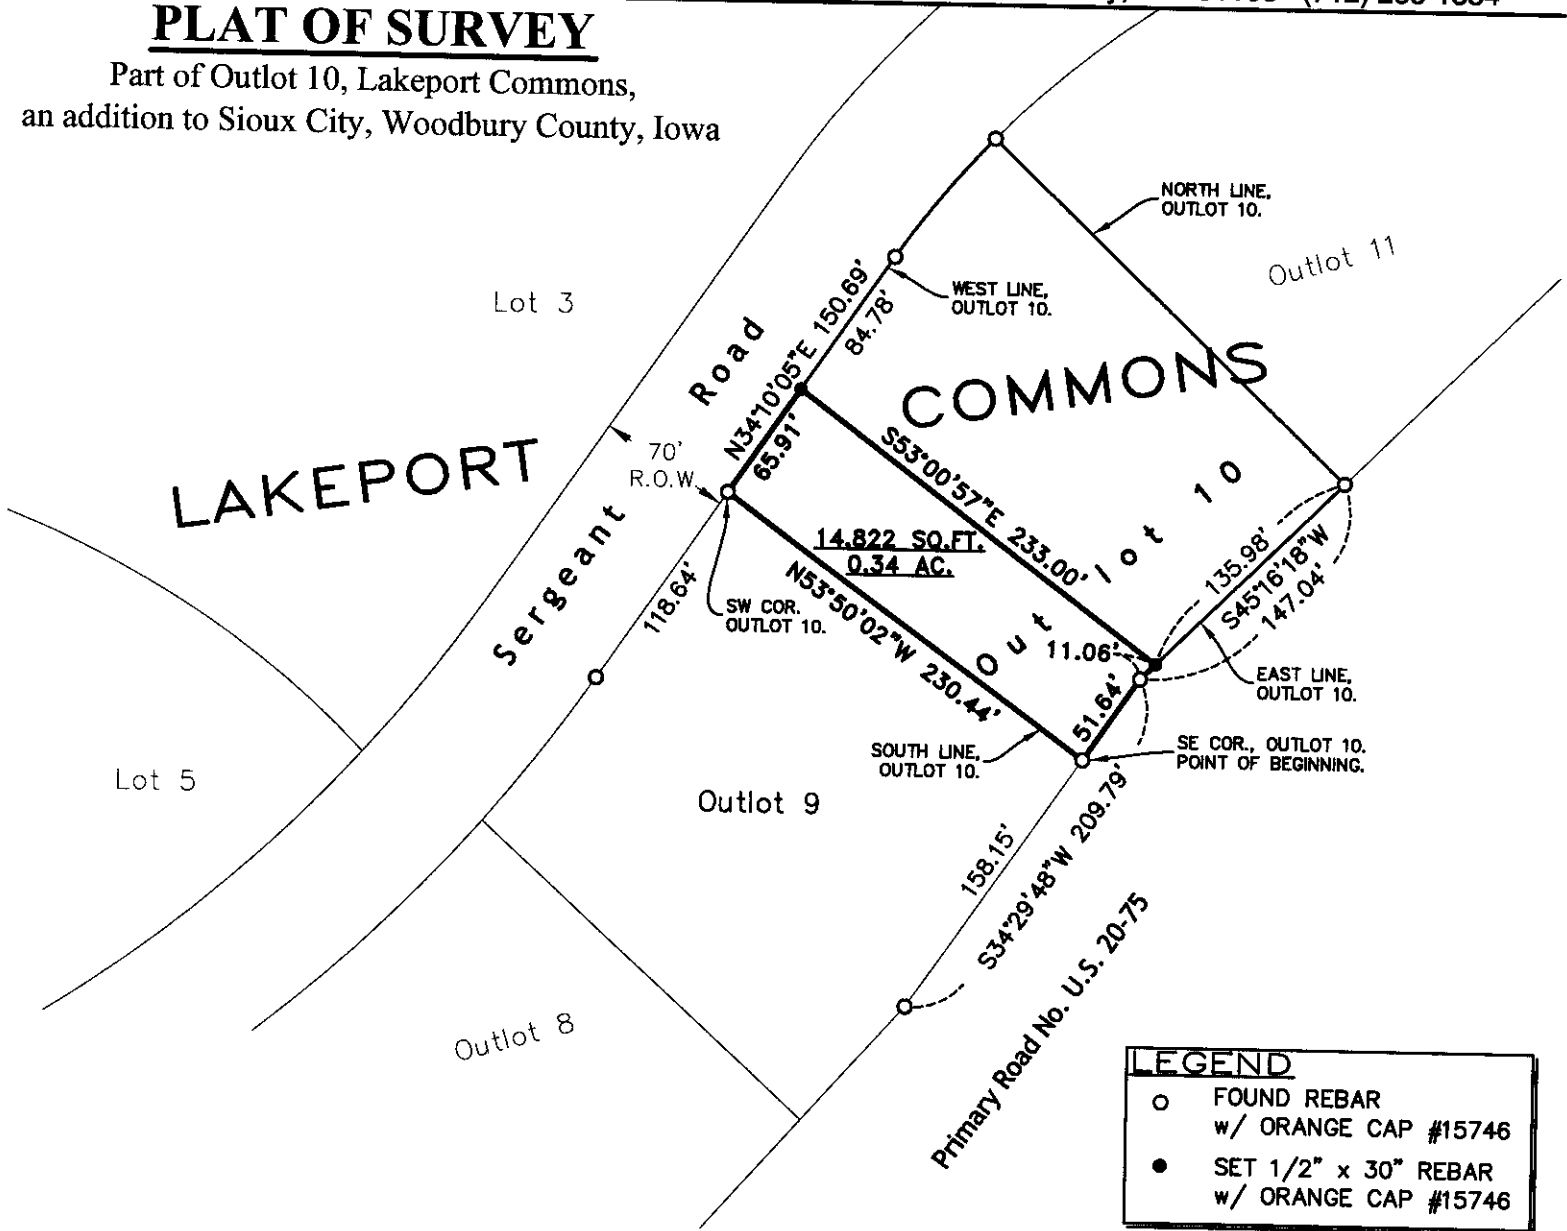 PLAT OF SURVEY
Part of Outlot 10, Lakeport Commons,
an addition to Sioux City, Woodbury County, Iowa
NORTH LINE,
OUTLOT 10.
Outlot 11
WEST LINE,
OUTLOT 10.
Lot 3
N34°10'05"E 150.69'
84.78'
65.91'
Sergeant Road
70'
R.O.W.
LAKEPORT COMMONS
S53°00'57"E 233.00'
Outlot 10
14.822 SQ.FT.
0.34 AC.
N53°50'02"W 230.44'
SW COR.
OUTLOT 10.
118.64'
135.98'
S45°16'18"W
147.04'
11.06'
51.64'
EAST LINE,
OUTLOT 10.
SE COR., OUTLOT 10.
POINT OF BEGINNING.
SOUTH LINE,
OUTLOT 10.
Lot 5
Outlot 9
158.15'
S34°29'48"W 209.79'
Primary Road No. U.S. 20-75
Outlot 8
LEGEND
FOUND REBAR
w/ ORANGE CAP #15746
SET 1/2" x 30" REBAR
w/ ORANGE CAP #15746